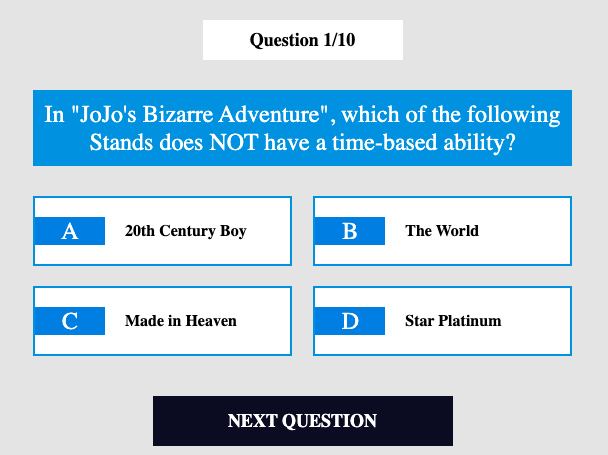 Question 1/10
In "JoJo's Bizarre Adventure", which of the following
Stands does NOT have a time-based ability?
A 20th Century Boy
B The World
C Made in Heaven
D Star Platinum
NEXT QUESTION